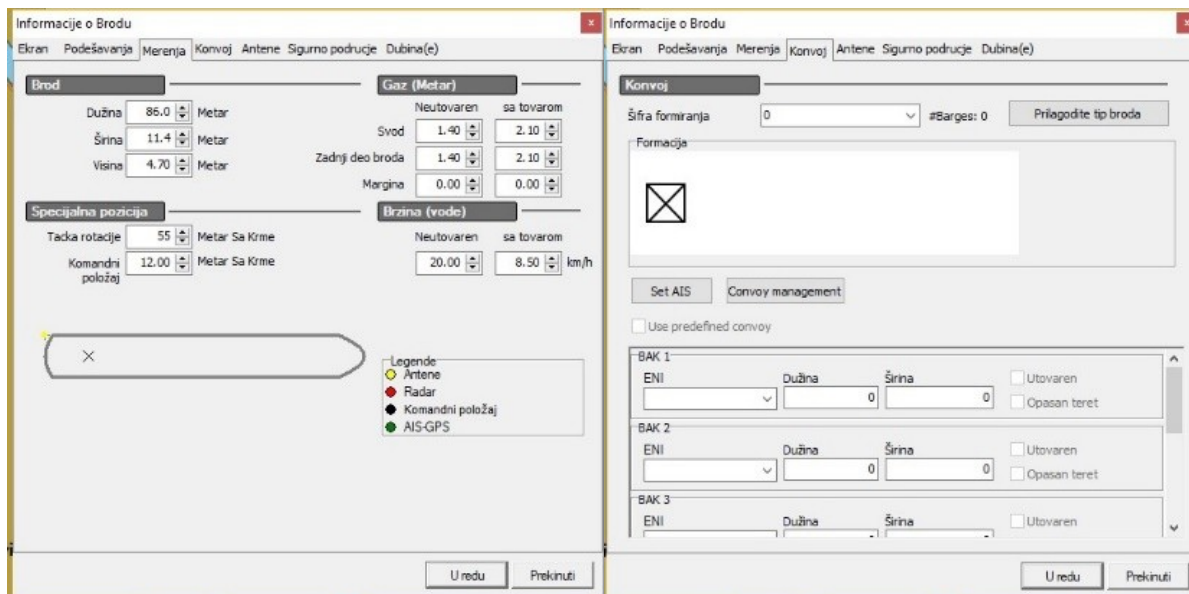 Informacije o Brodu
Ekran Podešavanja Merenja Konvoj Antene Sigurno podrucje Dubina(e)
Brod
Dužina 86.0 Metar
Širina 11.4 Metar
Visina 4.70 Metar
Gaz (Metar)
Neutovaren sa tovarom
Svod 1.40 2.10
Zadnji deo broda 1.40 2.10
Margina 0.00 0.00
Specijalna pozicija
Tacka rotacije 55 Metar Sa Krme
Komandni položaj 12.00 Metar Sa Krme
Brzina (vode)
Neutovaren sa tovarom
20.00 8.50 km/h
Legende
Antene
Radar
Komandni položaj
AIS-GPS
U redu Prekinuti
Informacije o Brodu
Ekran Podešavanja Merenja Konvoj Antene Sigurno podrucje Dubina(e)
Konvoj
Šifra formiranja 0 #Barges: 0 Prilagodite tip broda
Formacija
Set AIS Convoy management
Use predefined convoy
BAK 1
ENI Dužina Širina Utovaren
0 0 Opasan teret
BAK 2
ENI Dužina Širina Utovaren
0 0 Opasan teret
BAK 3
ENI Dužina Širina Utovaren
U redu Prekinuti